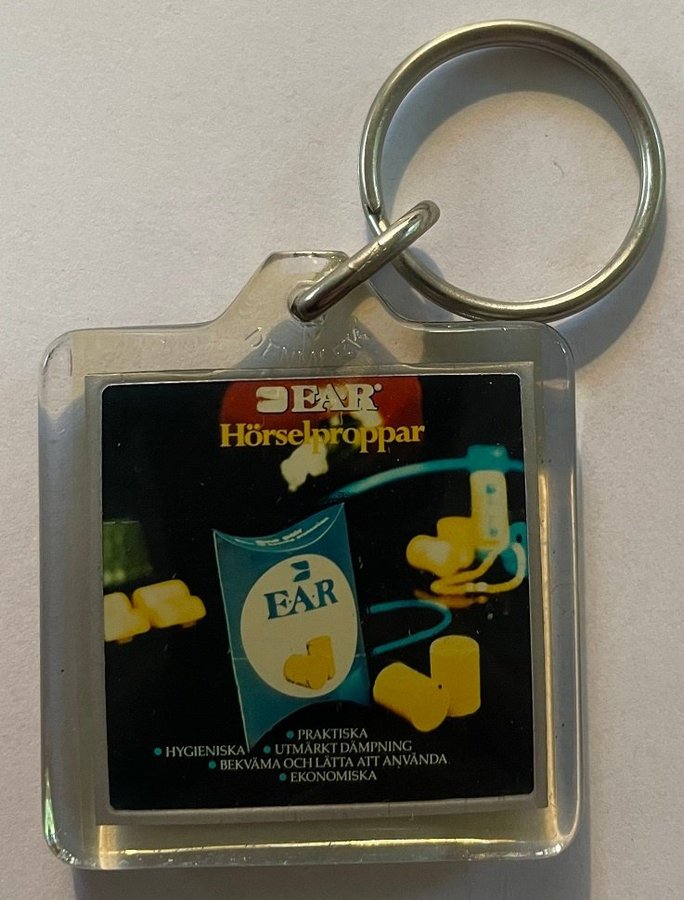 E·A·R®
Hörselproppar
E·A·R
• PRAKTISKA
• HYGIENISKA • UTMÄRKT DÄMPNING
• BEKVÄMA OCH LÄTTA ATT ANVÄNDA
• EKONOMISKA